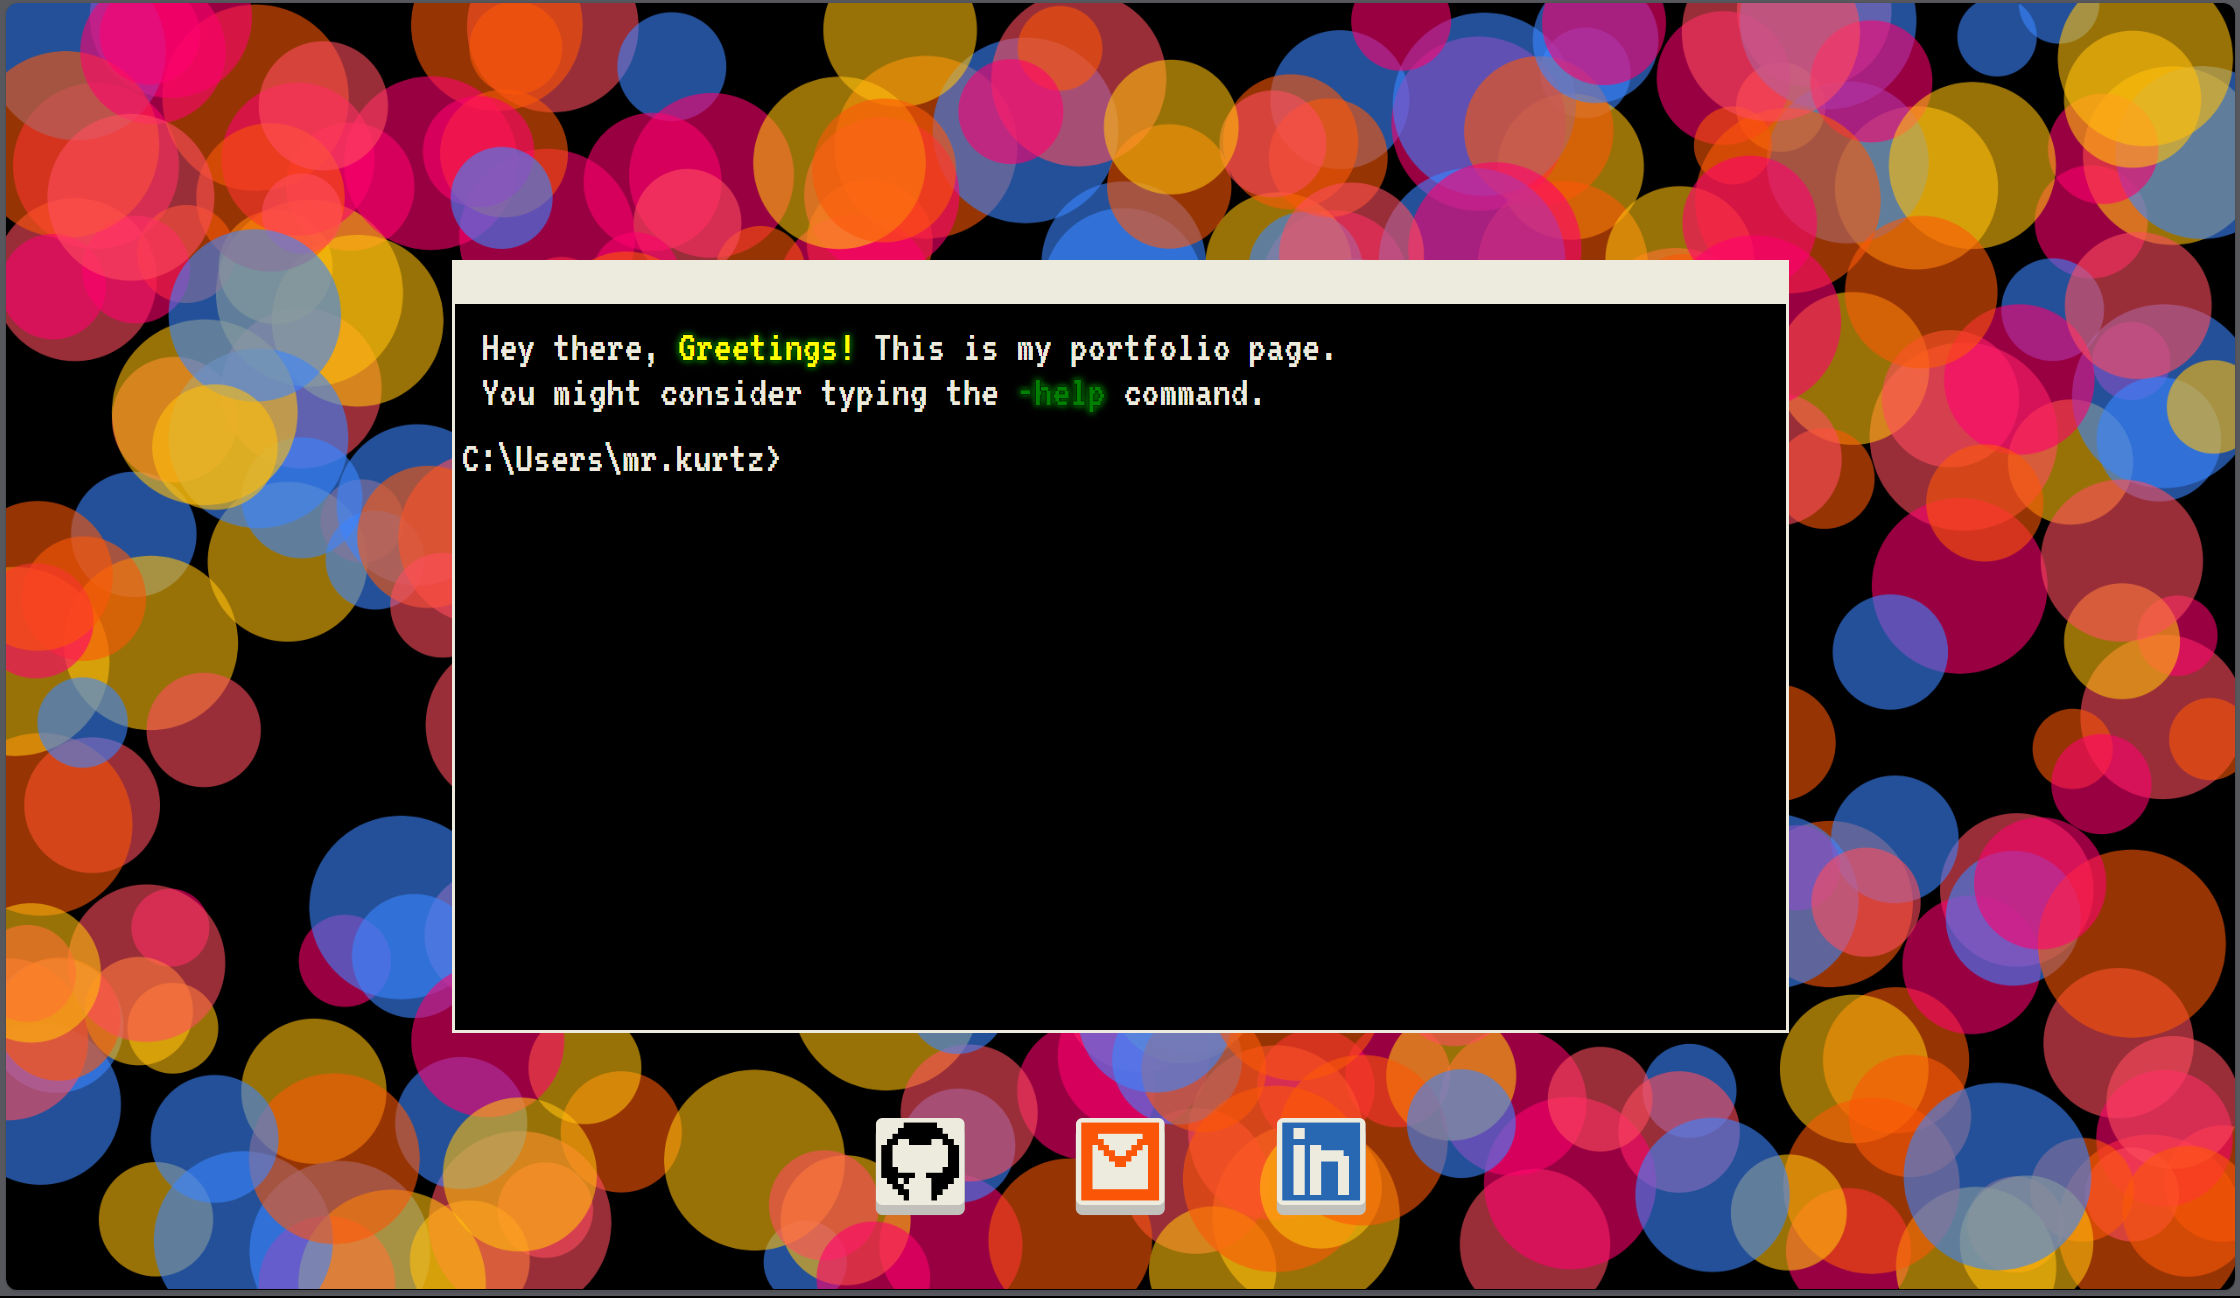 Hey there, Greetings! This is my portfolio page.
You might consider typing the -help command.
C:\Users\mr.kurtz>
in